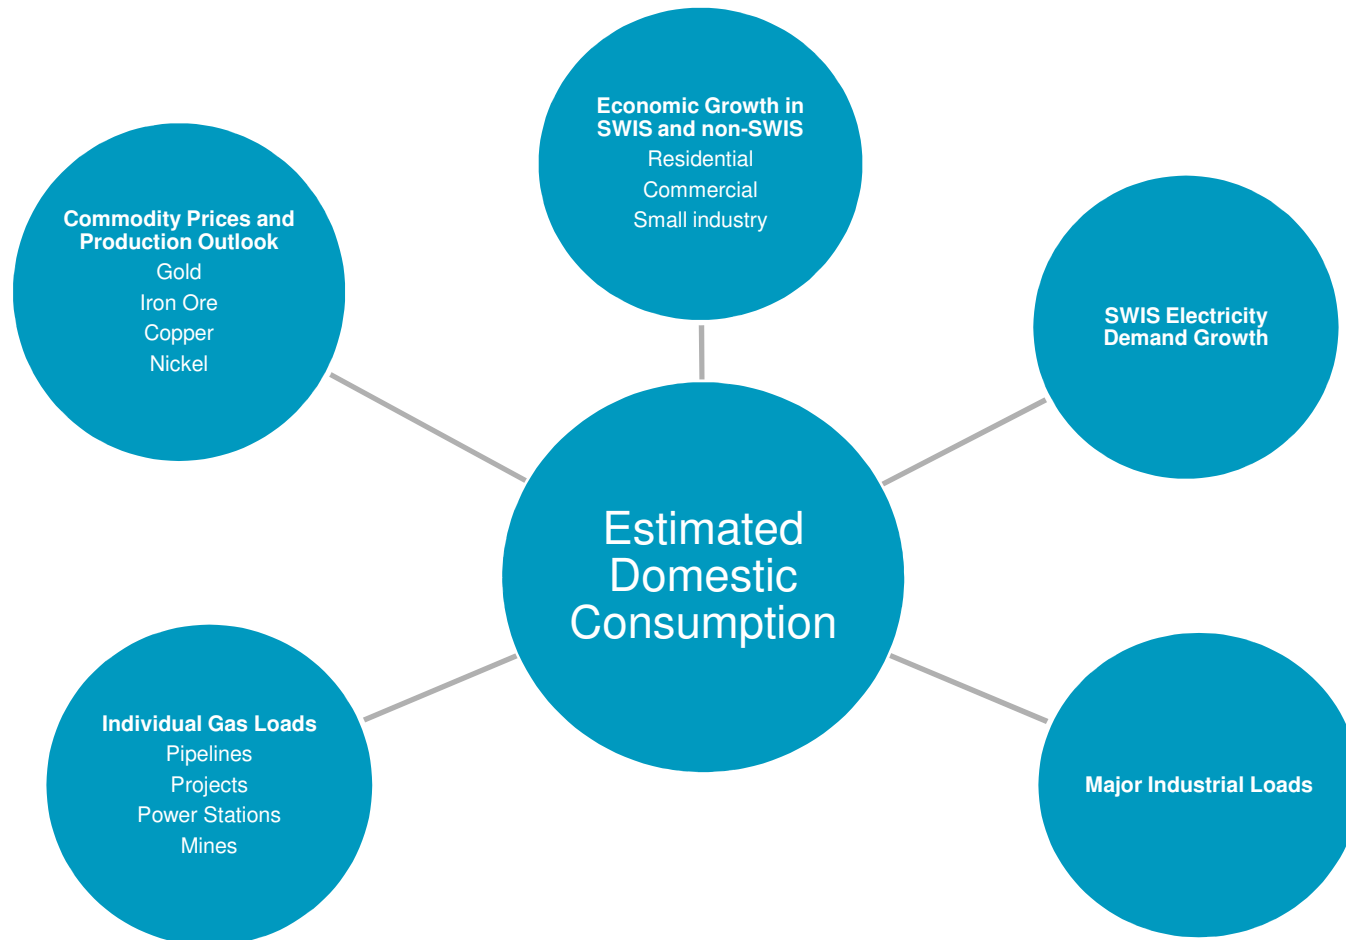 Economic Growth in
SWIS and non-SWIS
Residential
Commercial
Small industry
Commodity Prices and
Production Outlook
Gold
Iron Ore
Copper
Nickel
SWIS Electricity
Demand Growth
Estimated
Domestic
Consumption
Individual Gas Loads
Pipelines
Projects
Power Stations
Mines
Major Industrial Loads